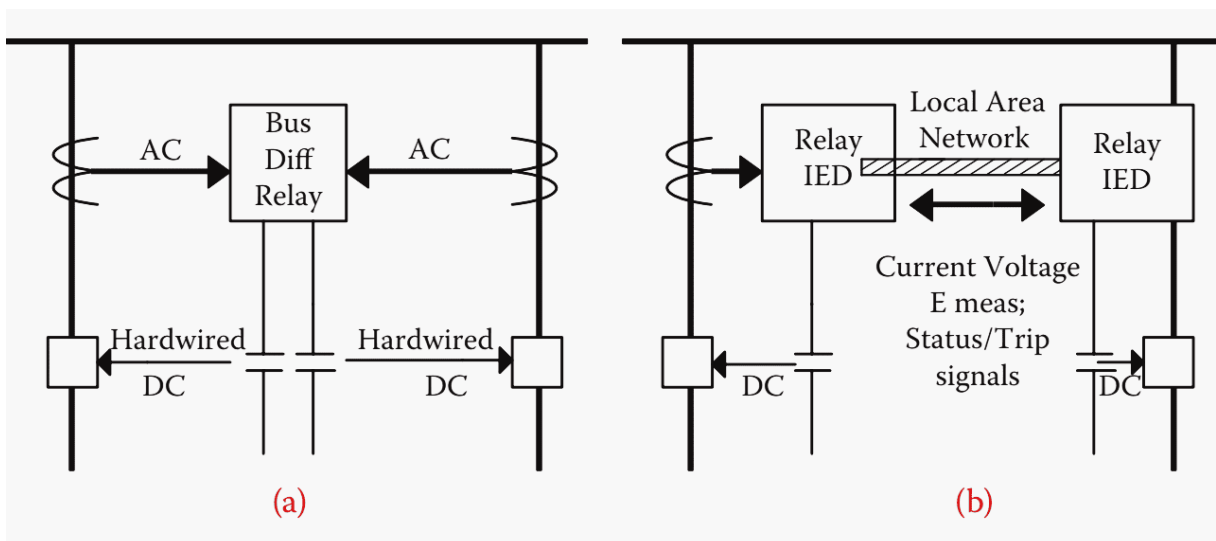 AC
Bus
Diff
Relay
AC
Hardwired
DC
Hardwired
DC
(a)
Relay
IED
Local Area
Network
Relay
IED
Current Voltage
E meas;
Status/Trip
signals
DC
DC
(b)